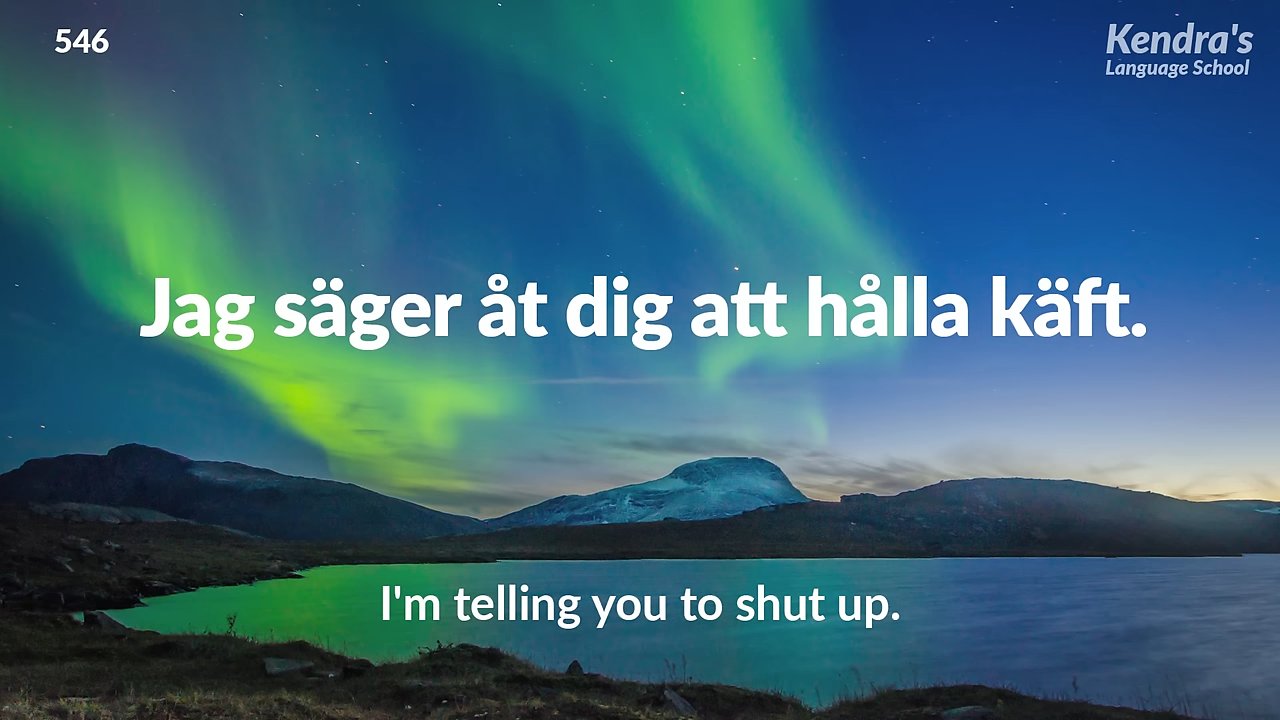 546
Kendra's
Language School
Jag säger åt dig att hålla käft.
I'm telling you to shut up.